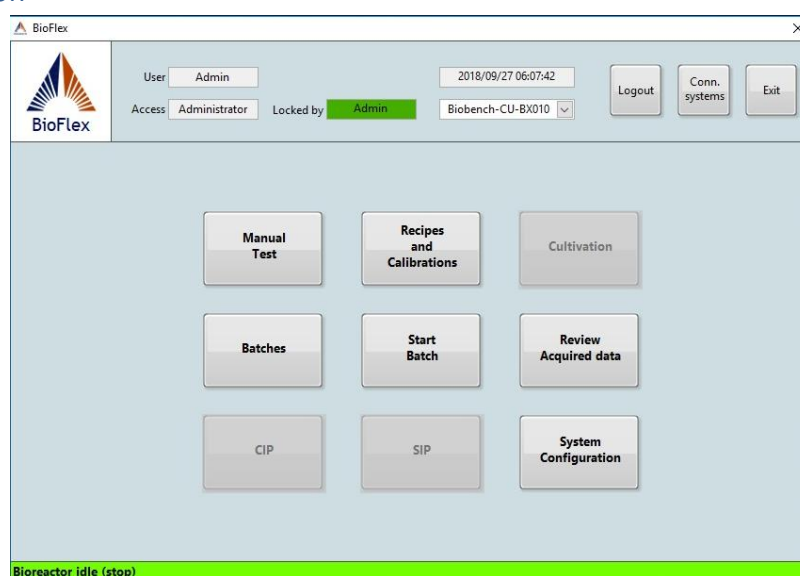 BioFlex
User Admin 2018/09/27 06:07:42
Access Administrator Locked by Admin Biobench-CU-BX010
Logout
Conn.
systems
Exit
BioFlex
Manual
Test
Recipes
and
Calibrations
Cultivation
Batches
Start
Batch
Review
Acquired data
CIP
SIP
System
Configuration
Bioreactor idle (stop)